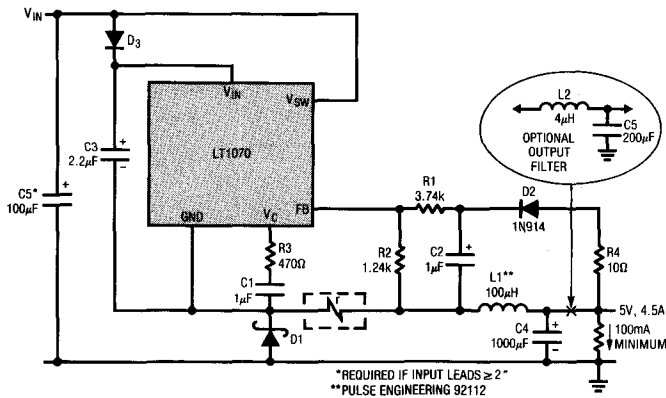 VIN
D3
VIN
VSW
LT1070
GND
VC
FB
C3
2.2µF
+
−
C5*
100µF
+
R3
470Ω
C1
1µF
D1
r
R1
3.74k
R2
1.24k
C2
1µF
+
D2
1N914
R4
10Ω
L1**
100µH
C4
1000µF
+
−
5V, 4.5A
100mA
MINIMUM
L2
4µH
C5
200µF
OPTIONAL
OUTPUT
FILTER
*REQUIRED IF INPUT LEADS ≥ 2"
**PULSE ENGINEERING 92112